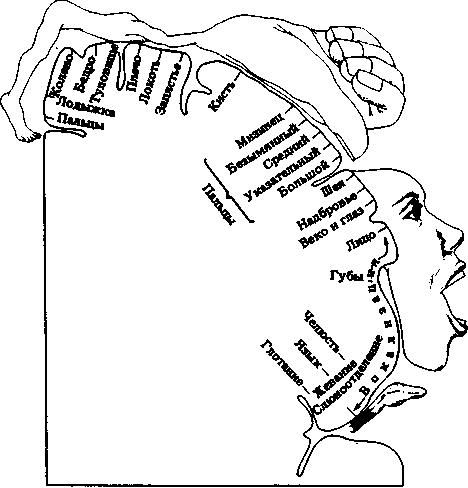 Колено
Бедро
Туловище
Плечо
Локоть
Запястье
Лодыжка
Пальцы
Кисть
Мизинец
Безымянный
Средний
Указательный
Большой
Пальцы
Шея
Надбровье
Веко и глаз
Лицо
Губы
Вокализация
Челюсть
Язык
Глотание
Жевание
Слюноотделение